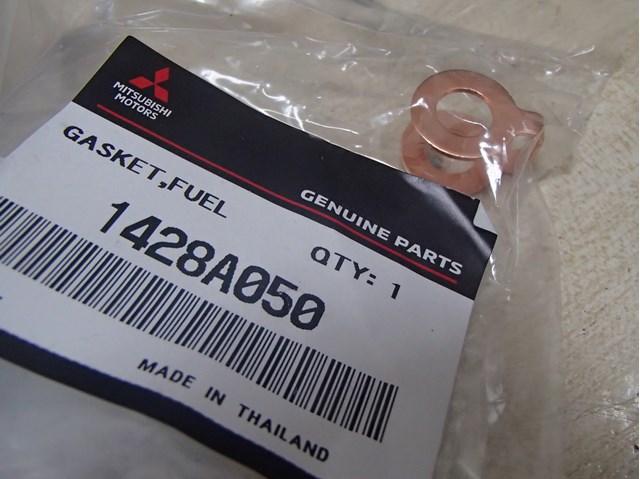 MITSUBISHI
MOTORS
GENUINE PARTS
GASKET,FUEL
QTY: 1
1428A050
MADE IN THAILAND